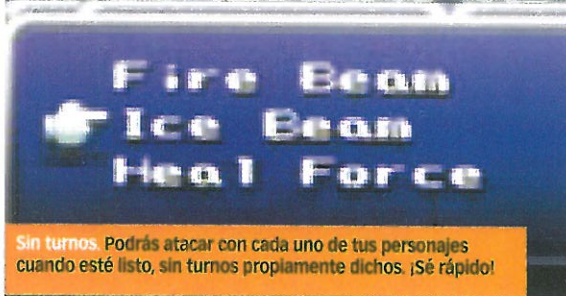 Fire Beam
Ice Beam
Heal Force
Sin turnos. Podrás atacar con cada uno de tus personajes
cuando esté listo, sin turnos propiamente dichos. ¡Sé rápido!